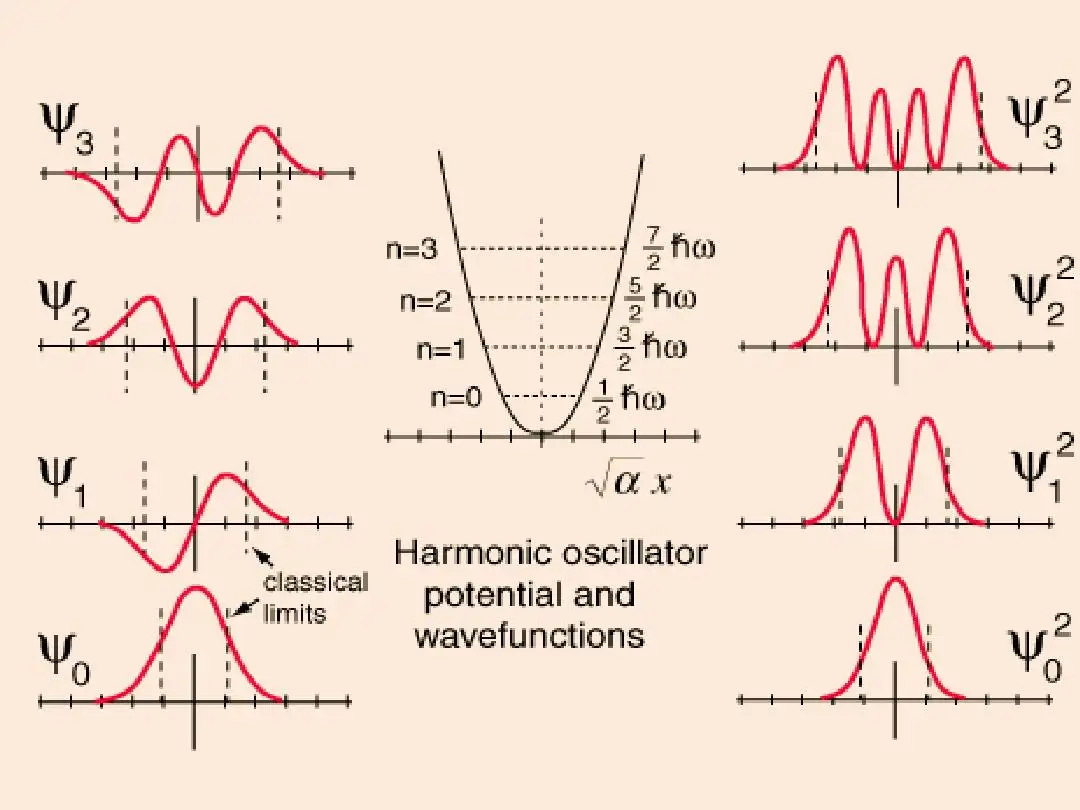 ψ₃
ψ₂
ψ₁
ψ₀
classical
limits
n=3
n=2
n=1
n=0
7/2 ħω
5/2 ħω
3/2 ħω
1/2 ħω
√α x
Harmonic oscillator
potential and
wavefunctions
ψ₃²
ψ₂²
ψ₁²
ψ₀²